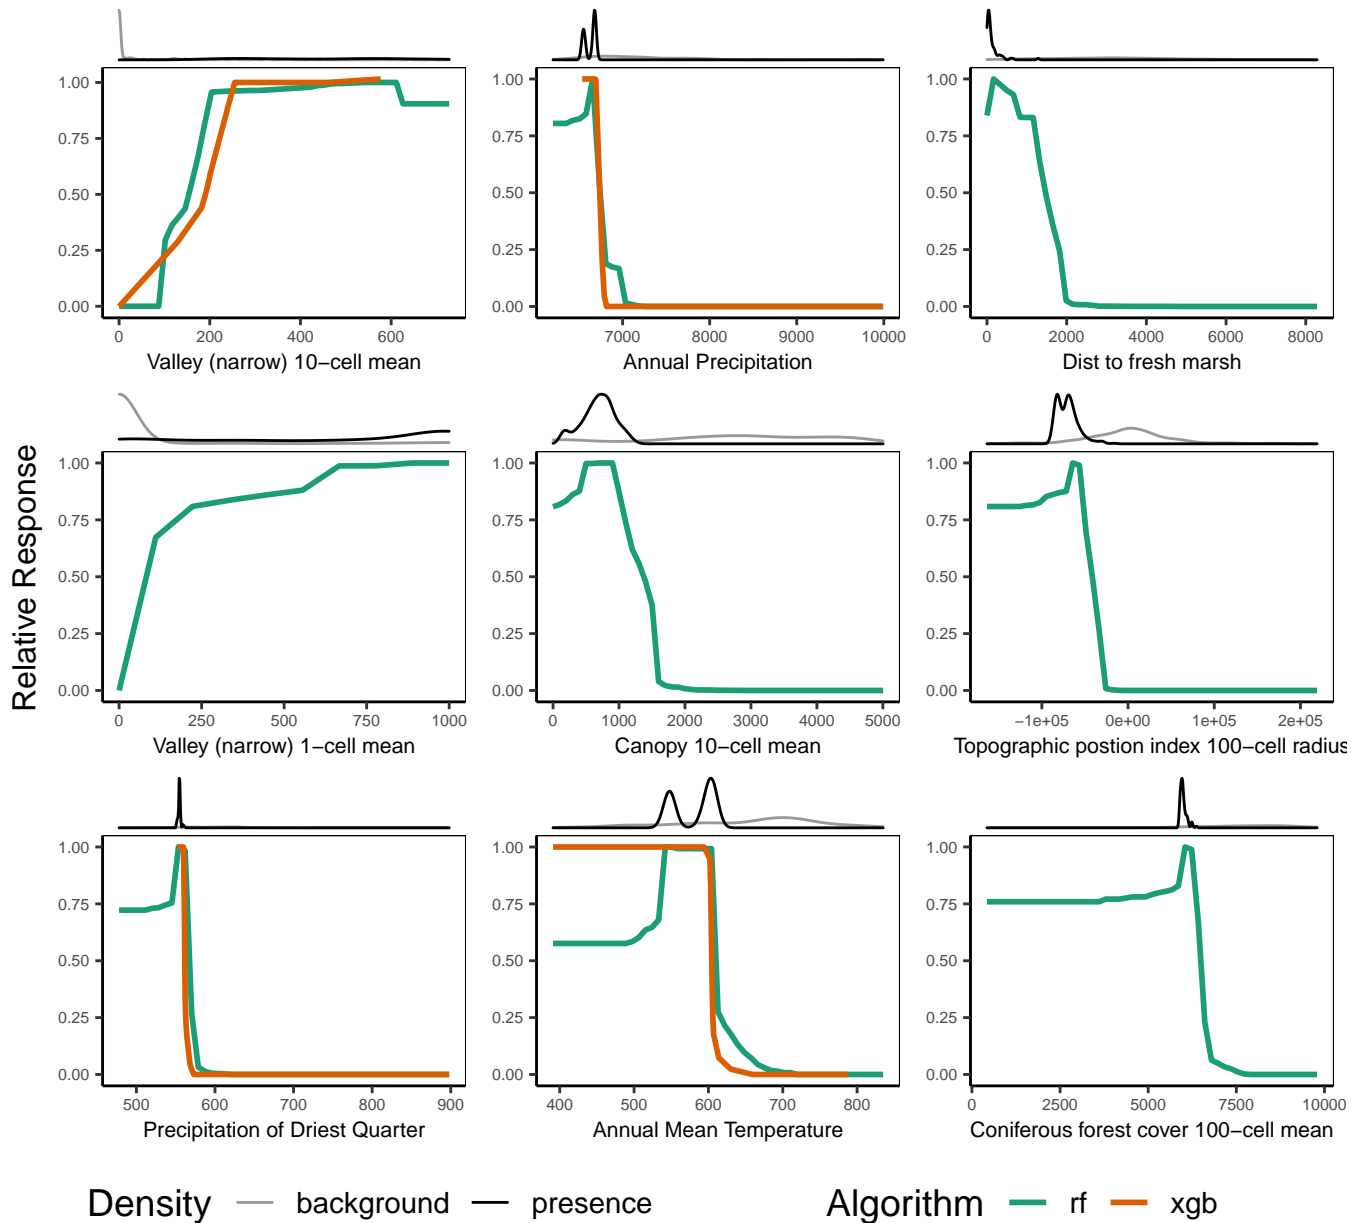 Relative Response
1.00
0.75
0.50
0.25
0.00
0 200 400 600
Valley (narrow) 10−cell mean
1.00
0.75
0.50
0.25
0.00
7000 8000 9000 10000
Annual Precipitation
1.00
0.75
0.50
0.25
0.00
0 2000 4000 6000 8000
Dist to fresh marsh
1.00
0.75
0.50
0.25
0.00
0 250 500 750 1000
Valley (narrow) 1−cell mean
1.00
0.75
0.50
0.25
0.00
0 1000 2000 3000 4000 5000
Canopy 10−cell mean
1.00
0.75
0.50
0.25
0.00
−1e+05 0e+00 1e+05 2e+05
Topographic postion index 100−cell radius
1.00
0.75
0.50
0.25
0.00
500 600 700 800 900
Precipitation of Driest Quarter
1.00
0.75
0.50
0.25
0.00
400 500 600 700 800
Annual Mean Temperature
1.00
0.75
0.50
0.25
0.00
0 2500 5000 7500 10000
Coniferous forest cover 100−cell mean
Density background presence Algorithm rf xgb